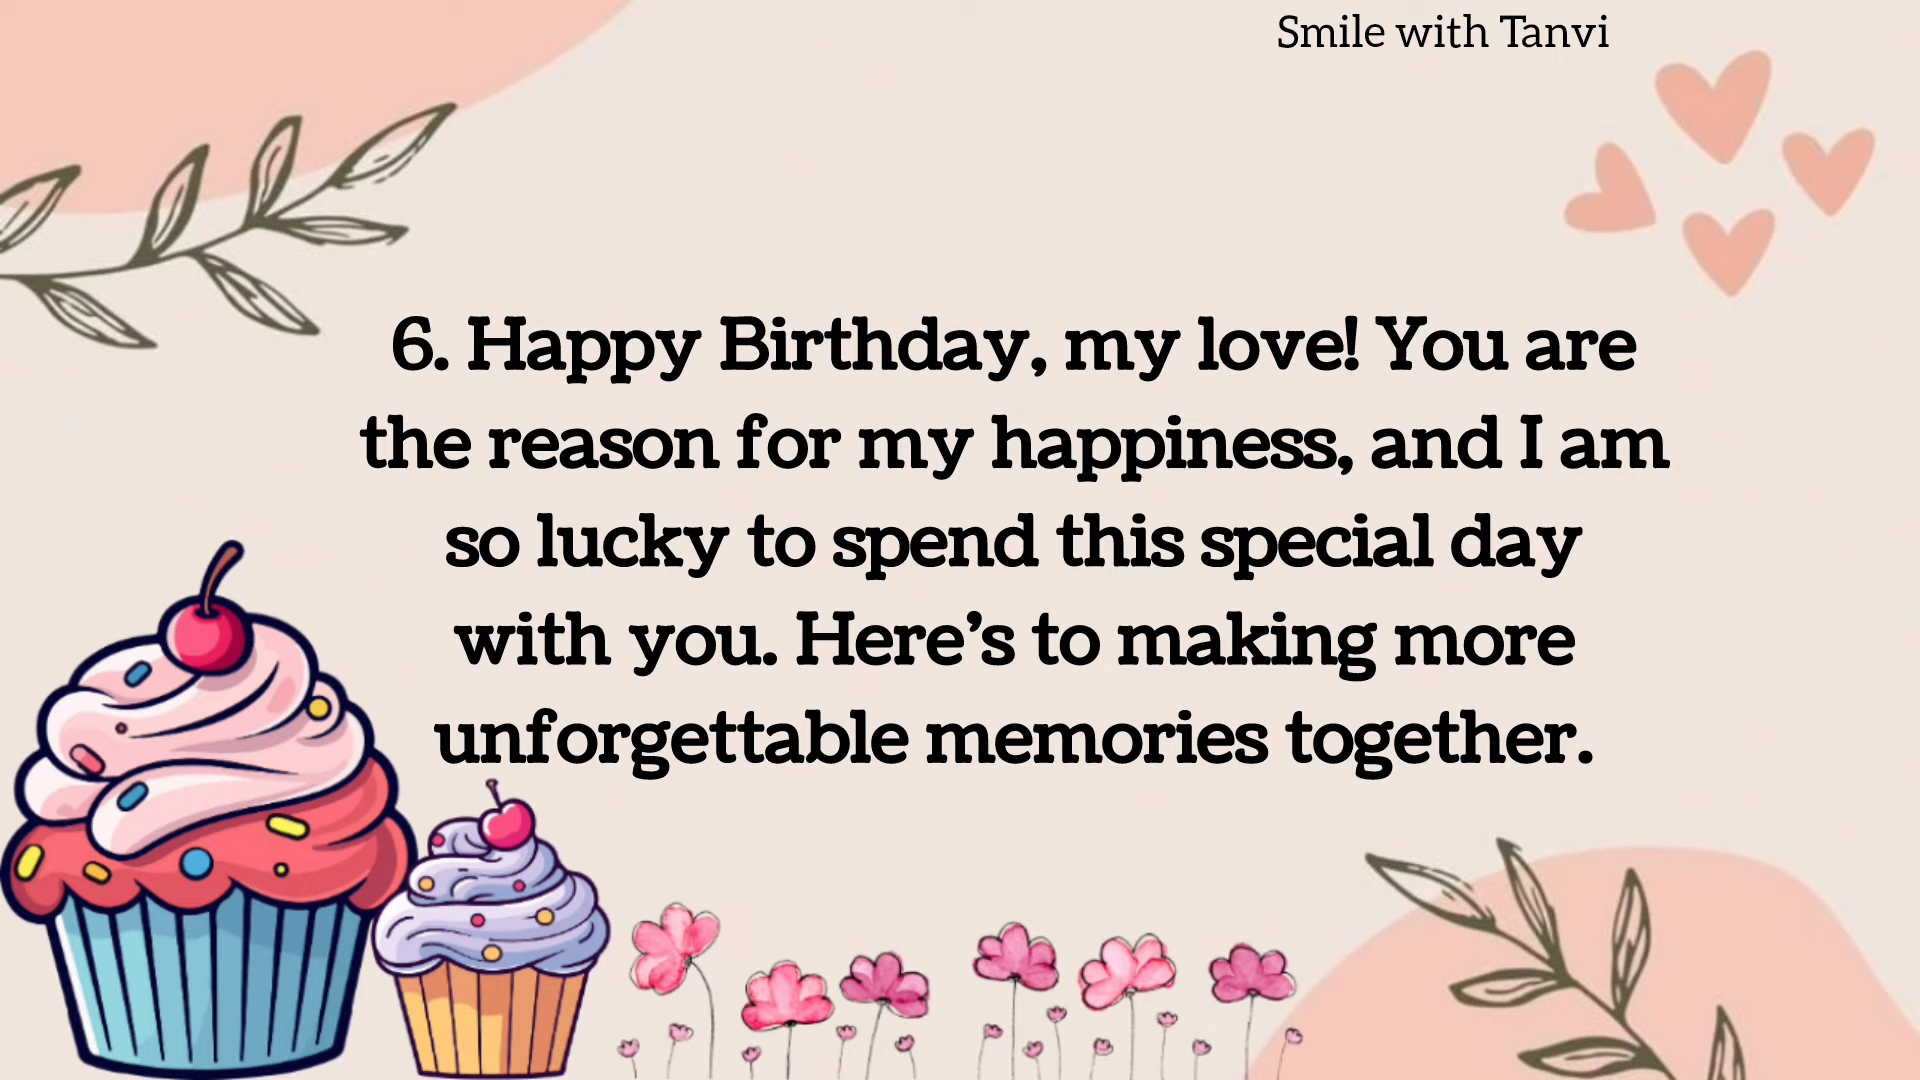 Smile with Tanvi
6. Happy Birthday, my love! You are
the reason for my happiness, and I am
so lucky to spend this special day
with you. Here’s to making more
unforgettable memories together.